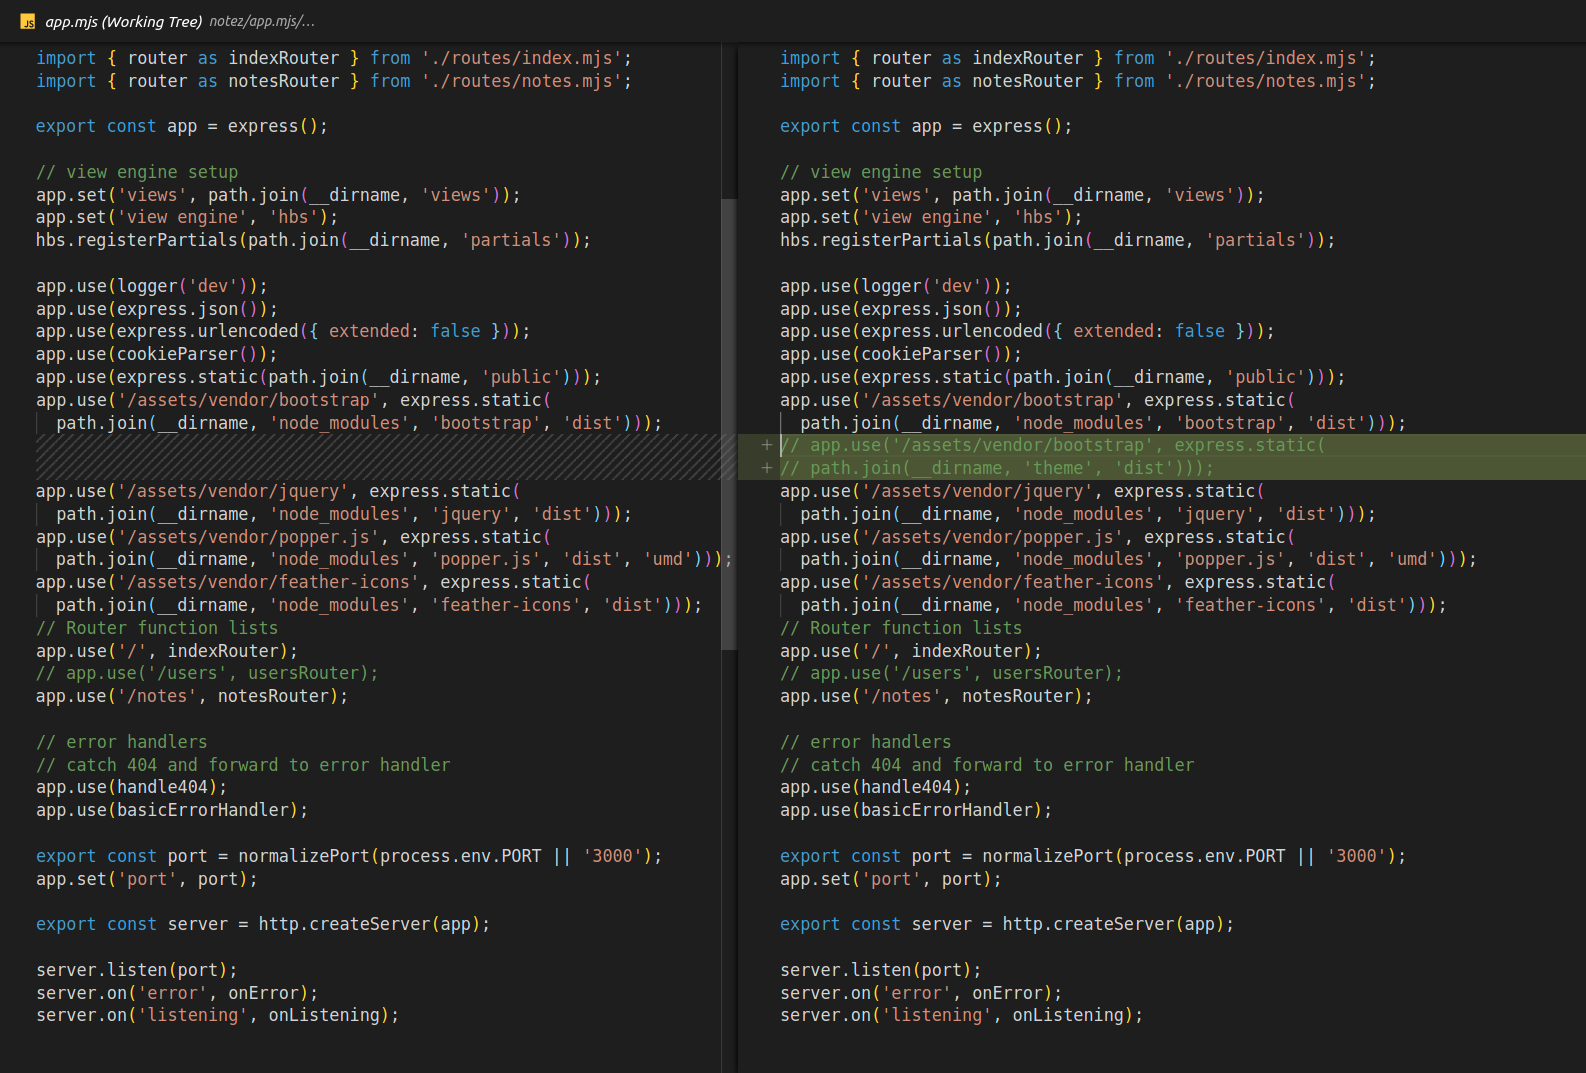 JS app.mjs (Working Tree) notez/app.mjs/...
import { router as indexRouter } from './routes/index.mjs';
import { router as notesRouter } from './routes/notes.mjs';
export const app = express();
// view engine setup
app.set('views', path.join(__dirname, 'views'));
app.set('view engine', 'hbs');
hbs.registerPartials(path.join(__dirname, 'partials'));
app.use(logger('dev'));
app.use(express.json());
app.use(express.urlencoded({ extended: false }));
app.use(cookieParser());
app.use(express.static(path.join(__dirname, 'public')));
app.use('/assets/vendor/bootstrap', express.static(
path.join(__dirname, 'node_modules', 'bootstrap', 'dist')));
app.use('/assets/vendor/jquery', express.static(
path.join(__dirname, 'node_modules', 'jquery', 'dist')));
app.use('/assets/vendor/popper.js', express.static(
path.join(__dirname, 'node_modules', 'popper.js', 'dist', 'umd')));
app.use('/assets/vendor/feather-icons', express.static(
path.join(__dirname, 'node_modules', 'feather-icons', 'dist')));
// Router function lists
app.use('/', indexRouter);
// app.use('/users', usersRouter);
app.use('/notes', notesRouter);
// error handlers
// catch 404 and forward to error handler
app.use(handle404);
app.use(basicErrorHandler);
export const port = normalizePort(process.env.PORT || '3000');
app.set('port', port);
export const server = http.createServer(app);
server.listen(port);
server.on('error', onError);
server.on('listening', onListening);
import { router as indexRouter } from './routes/index.mjs';
import { router as notesRouter } from './routes/notes.mjs';
export const app = express();
// view engine setup
app.set('views', path.join(__dirname, 'views'));
app.set('view engine', 'hbs');
hbs.registerPartials(path.join(__dirname, 'partials'));
app.use(logger('dev'));
app.use(express.json());
app.use(express.urlencoded({ extended: false }));
app.use(cookieParser());
app.use(express.static(path.join(__dirname, 'public')));
app.use('/assets/vendor/bootstrap', express.static(
path.join(__dirname, 'node_modules', 'bootstrap', 'dist')));
+ // app.use('/assets/vendor/bootstrap', express.static(
+ // path.join(__dirname, 'theme', 'dist')));
app.use('/assets/vendor/jquery', express.static(
path.join(__dirname, 'node_modules', 'jquery', 'dist')));
app.use('/assets/vendor/popper.js', express.static(
path.join(__dirname, 'node_modules', 'popper.js', 'dist', 'umd')));
app.use('/assets/vendor/feather-icons', express.static(
path.join(__dirname, 'node_modules', 'feather-icons', 'dist')));
// Router function lists
app.use('/', indexRouter);
// app.use('/users', usersRouter);
app.use('/notes', notesRouter);
// error handlers
// catch 404 and forward to error handler
app.use(handle404);
app.use(basicErrorHandler);
export const port = normalizePort(process.env.PORT || '3000');
app.set('port', port);
export const server = http.createServer(app);
server.listen(port);
server.on('error', onError);
server.on('listening', onListening);